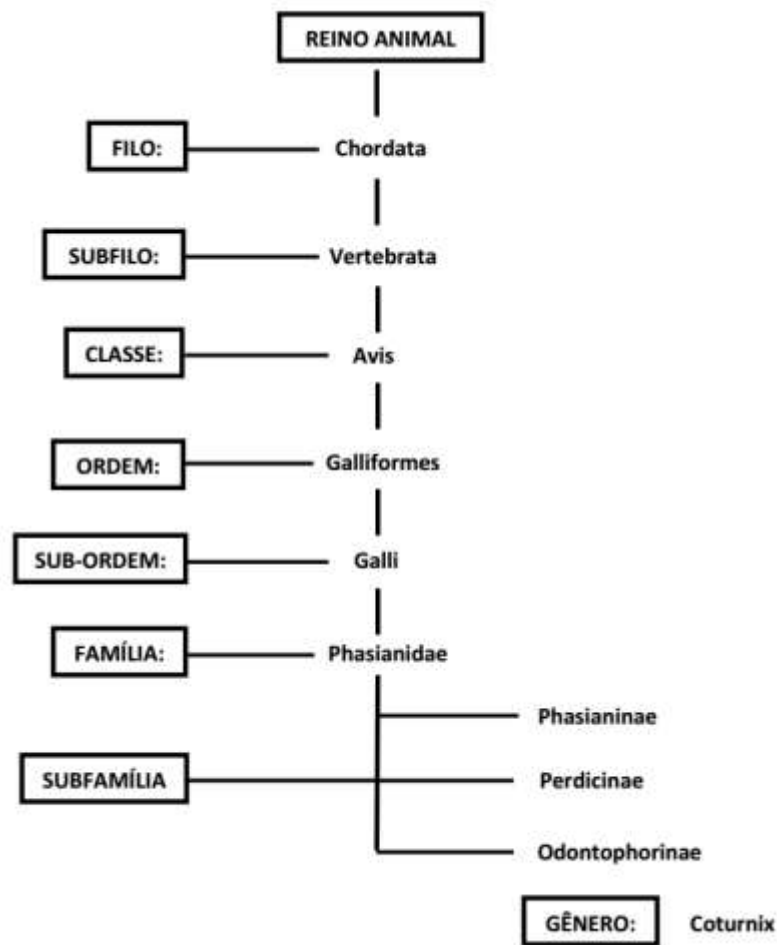 REINO ANIMAL
FILO: Chordata
SUBFILO: Vertebrata
CLASSE: Avis
ORDEM: Galliformes
SUB-ORDEM: Galli
FAMÍLIA: Phasianidae
Phasianinae
SUBFAMÍLIA Perdicinae
Odontophorinae
GÊNERO: Coturnix